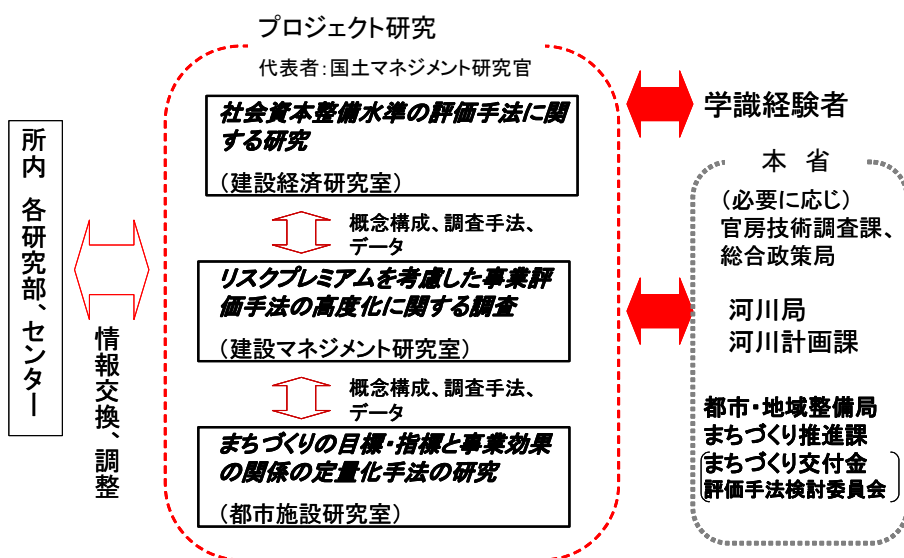 プロジェクト研究
代表者:国土マネジメント研究官
社会資本整備水準の評価手法に関
する研究
(建設経済研究室)
概念構成、調査手法、
データ
リスクプレミアムを考慮した事業評
価手法の高度化に関する調査
(建設マネジメント研究室)
概念構成、調査手法、
データ
まちづくりの目標・指標と事業効果
の関係の定量化手法の研究
(都市施設研究室)
所内 各研究部、センター
情報交換、調整
学識経験者
本 省
(必要に応じ)
官房技術調査課、
総合政策局
河川局
河川計画課
都市・地域整備局
まちづくり推進課
まちづくり交付金
評価手法検討委員会